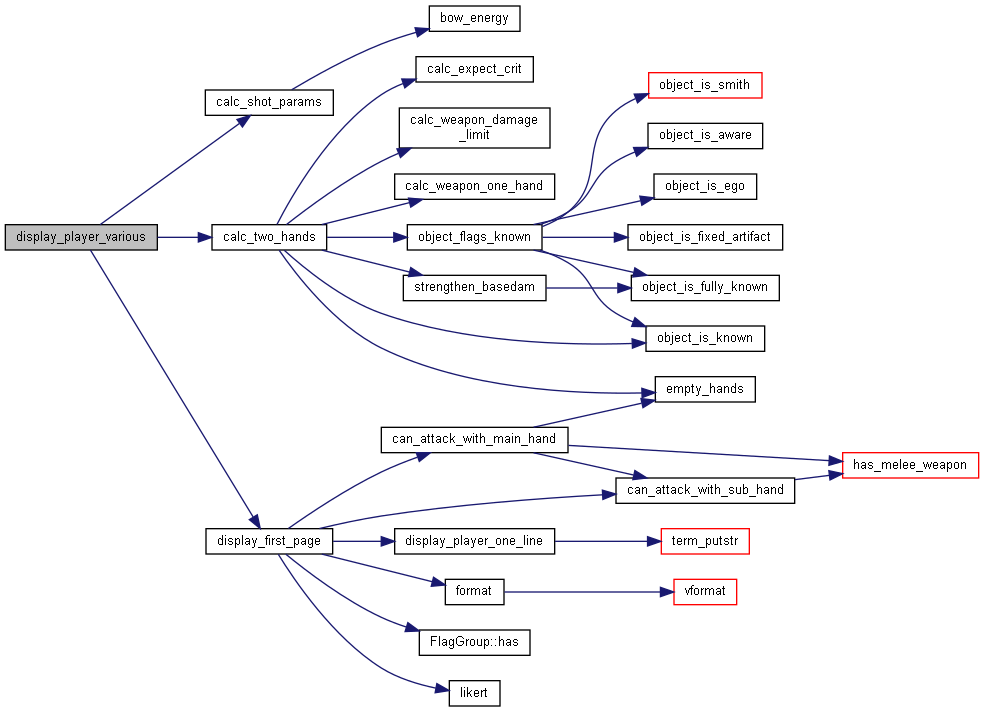 bow_energy
calc_expect_crit
object_is_smith
calc_shot_params
calc_weapon_damage
_limit
object_is_aware
calc_weapon_one_hand
object_is_ego
display_player_various
calc_two_hands
object_flags_known
object_is_fixed_artifact
strengthen_basedam
object_is_fully_known
object_is_known
empty_hands
can_attack_with_main_hand
has_melee_weapon
can_attack_with_sub_hand
display_first_page
display_player_one_line
term_putstr
format
vformat
FlagGroup::has
likert